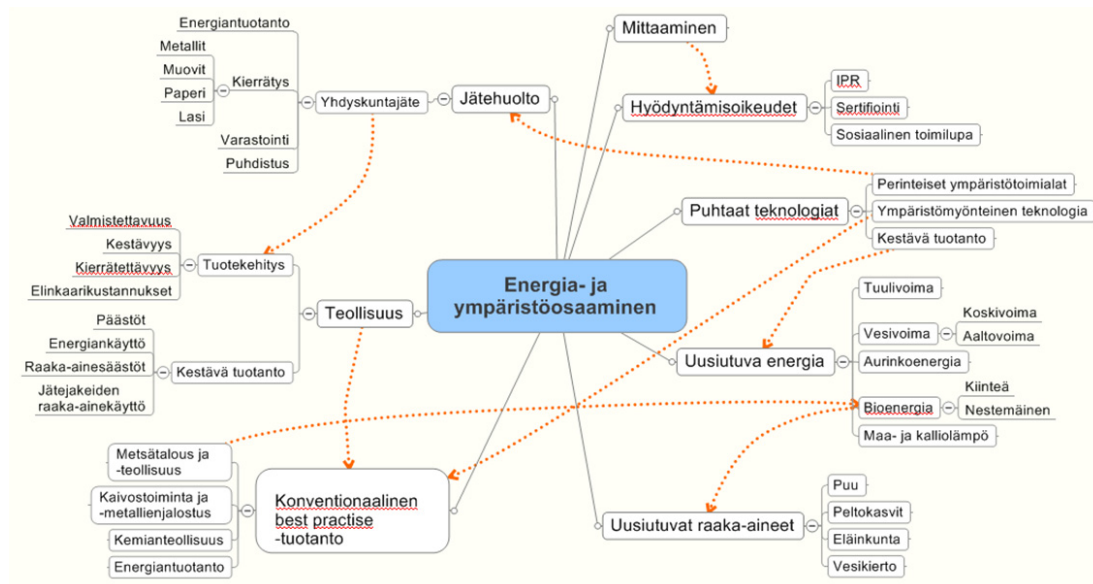 Energia- ja
ympäristöosaaminen
Mittaaminen
Hyödyntämisoikeudet
IPR
Sertifiointi
Sosiaalinen toimilupa
Puhtaat teknologiat
Perinteiset ympäristötoimialat
Ympäristömyönteinen teknologia
Kestävä tuotanto
Uusiutuva energia
Tuulivoima
Vesivoima
Koskivoima
Aaltovoima
Aurinkoenergia
Bioenergia
Kiinteä
Nestemäinen
Maa- ja kalliolämpö
Uusiutuvat raaka-aineet
Puu
Peltokasvit
Eläinkunta
Vesikierto
Jätehuolto
Yhdyskuntajäte
Energiantuotanto
Kierrätys
Metallit
Muovit
Paperi
Lasi
Varastointi
Puhdistus
Teollisuus
Tuotekehitys
Valmistettavuus
Kestävyys
Kierrätettävyys
Elinkaarikustannukset
Kestävä tuotanto
Päästöt
Energiankäyttö
Raaka-ainesäästöt
Jätejakeiden
raaka-ainekäyttö
Konventionaalinen
best practise
-tuotanto
Metsätalous ja
-teollisuus
Kaivostoiminta ja
-metallienjalostus
Kemianteollisuus
Energiantuotanto